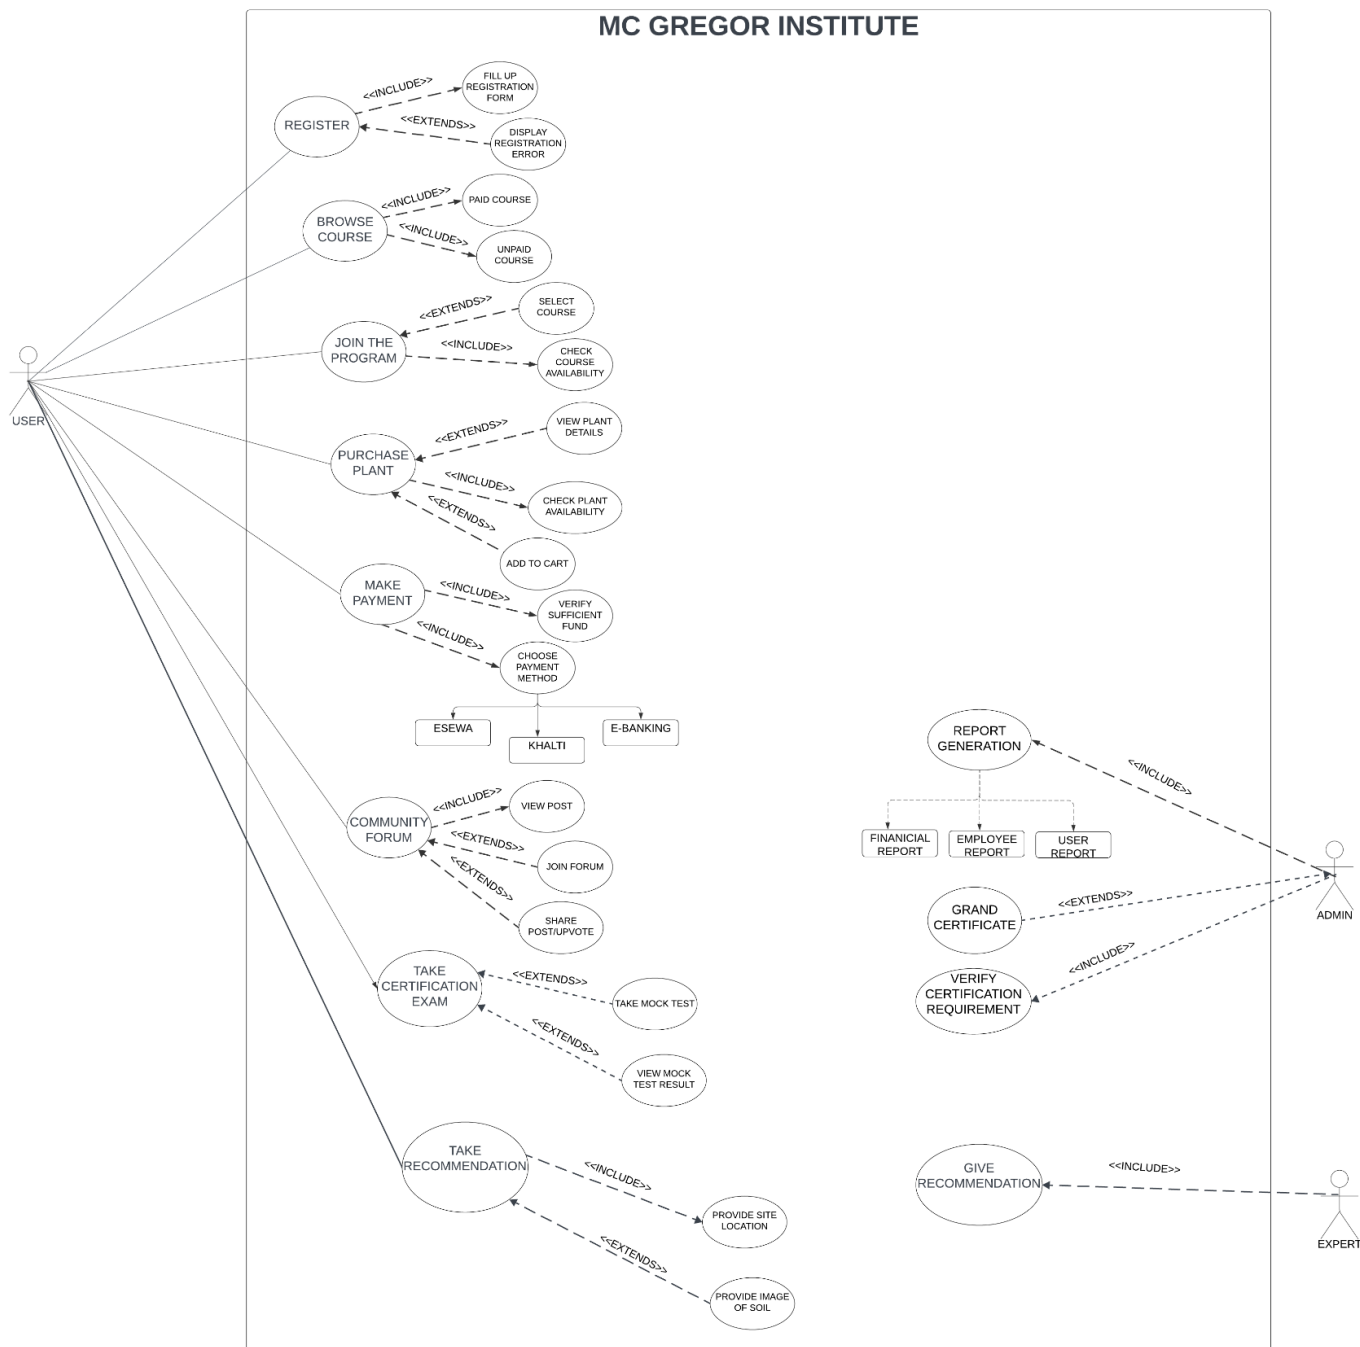 MC GREGOR INSTITUTE
<<INCLUDE>>
FILL UP
REGISTRATION
FORM
REGISTER
<<EXTENDS>>
DISPLAY
REGISTRATION
ERROR
<<INCLUDE>>
PAID COURSE
BROWSE
COURSE
<<INCLUDE>>
UNPAID
COURSE
<<EXTENDS>>
SELECT
COURSE
JOIN THE
PROGRAM
<<INCLUDE>>
CHECK
COURSE
AVAILABILITY
USER
<<EXTENDS>>
VIEW PLANT
DETAILS
PURCHASE
PLANT
<<INCLUDE>>
CHECK PLANT
AVAILABILITY
<<EXTENDS>>
ADD TO CART
MAKE
PAYMENT
<<INCLUDE>>
VERIFY
SUFFICIENT
FUND
<<INCLUDE>>
CHOOSE
PAYMENT
METHOD
ESEWA
KHALTI
E-BANKING
REPORT
GENERATION
<<INCLUDE>>
FINANICIAL
REPORT
EMPLOYEE
REPORT
USER
REPORT
<<INCLUDE>>
VIEW POST
COMMUNITY
FORUM
<<EXTENDS>>
JOIN FORUM
<<EXTENDS>>
SHARE
POST/UPVOTE
GRAND
CERTIFICATE
<<EXTENDS>>
ADMIN
<<INCLUDE>>
VERIFY
CERTIFICATION
REQUIREMENT
TAKE
CERTIFICATION
EXAM
<<EXTENDS>>
TAKE MOCK TEST
<<EXTENDS>>
VIEW MOCK
TEST RESULT
TAKE
RECOMMENDATION
<<INCLUDE>>
PROVIDE SITE
LOCATION
<<EXTENDS>>
PROVIDE IMAGE
OF SOIL
GIVE
RECOMMENDATION
<<INCLUDE>>
EXPERT